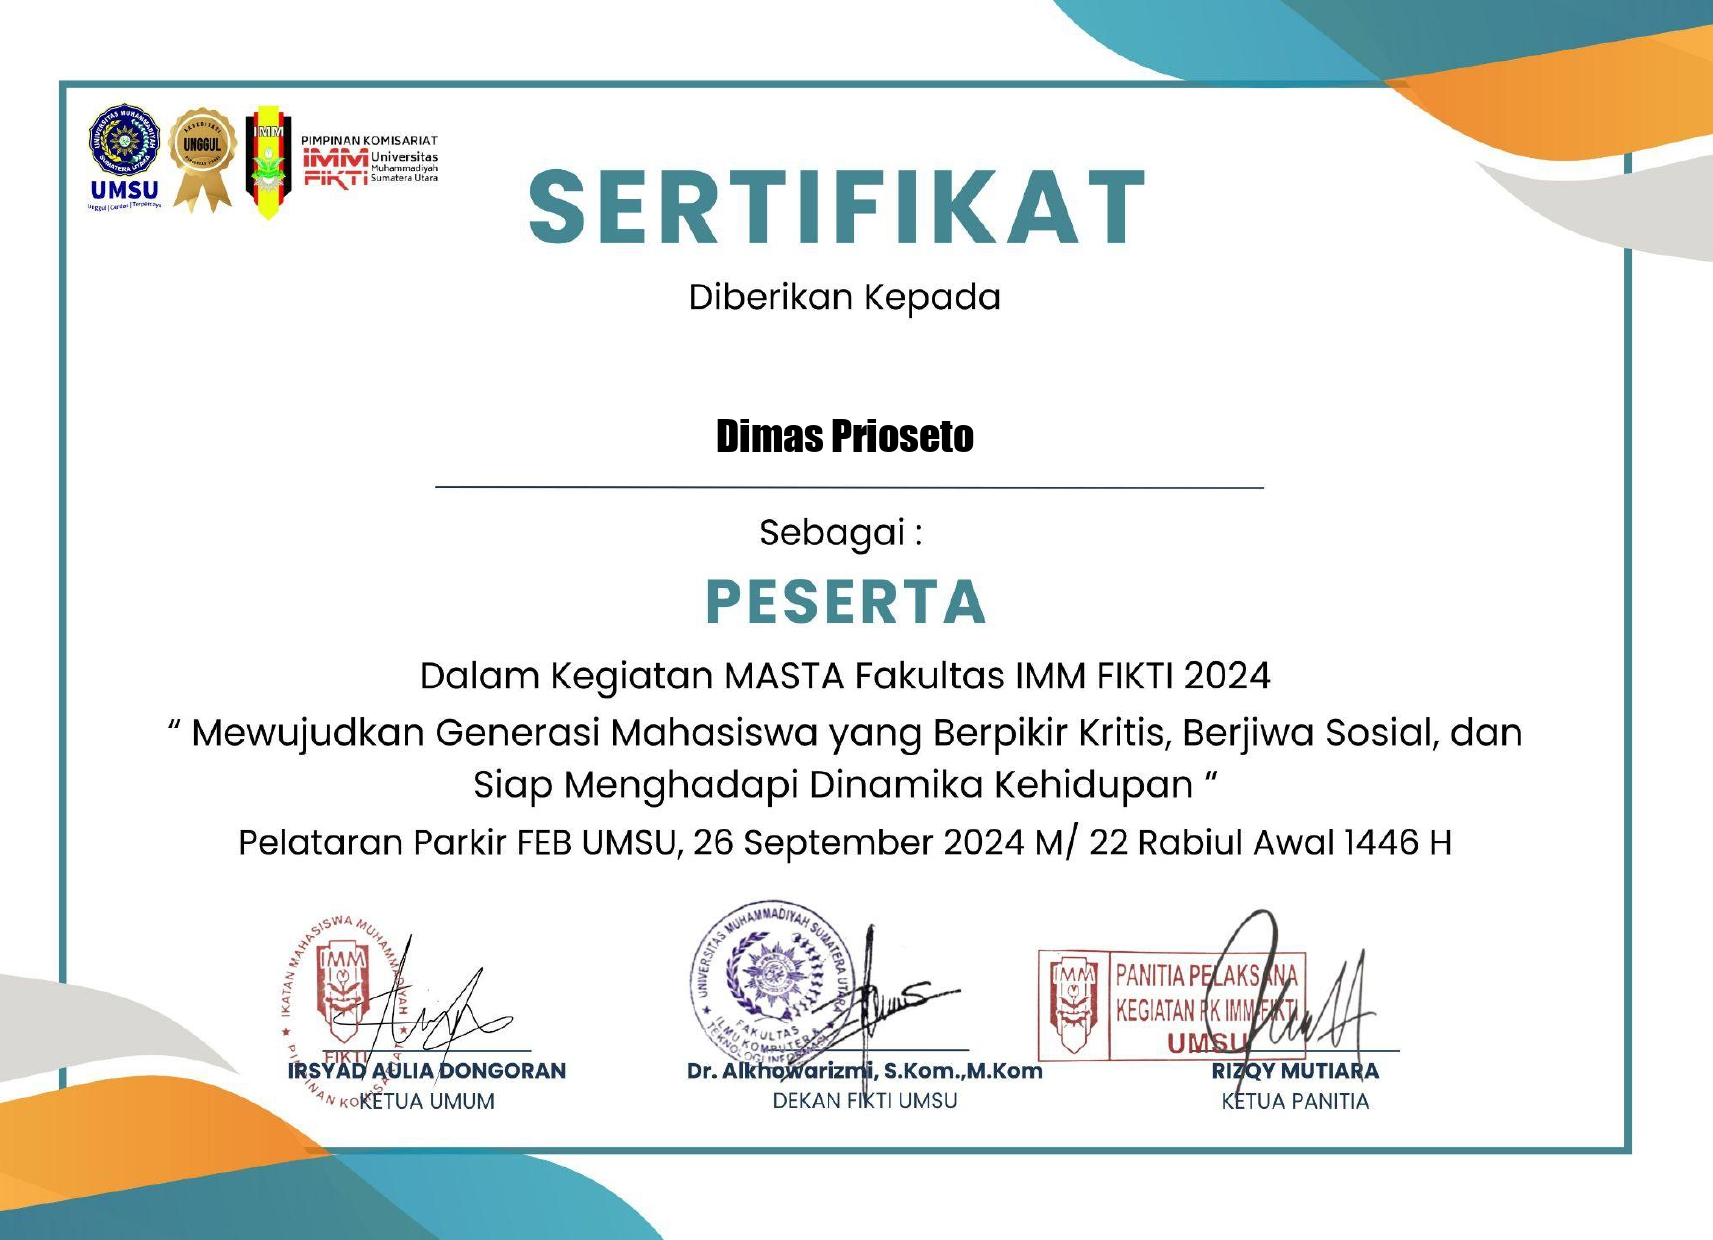 UNIVERSITAS MUHAMMADIYAH
SUMATERA UTARA
UMSU
Unggul | Cerdas | Terpercaya
UNGGUL
IMM
PIMPINAN KOMISARIAT
IMM Universitas
FIKTI Muhammadiyah
Sumatera Utara
SERTIFIKAT
Diberikan Kepada
Dimas Prioseto
Sebagai :
PESERTA
Dalam Kegiatan MASTA Fakultas IMM FIKTI 2024
“ Mewujudkan Generasi Mahasiswa yang Berpikir Kritis, Berjiwa Sosial, dan
Siap Menghadapi Dinamika Kehidupan “
Pelataran Parkir FEB UMSU, 26 September 2024 M/ 22 Rabiul Awal 1446 H
IKATAN MAHASISWA MUHAMMADIYAH
IMM
FIKTI
IRSYAD AULIA DONGORAN
KETUA UMUM
UNIVERSITAS MUHAMMADIYAH SUMATERA UTARA
FAKULTAS
ILMU KOMPUTER &
TEKNOLOGI INFORMASI
Dr. Alkhowarizmi, S.Kom.,M.Kom
DEKAN FIKTI UMSU
IMM
PANITIA PELAKSANA
KEGIATAN PK IMM FIKTI
UMSU
RIZQY MUTIARA
KETUA PANITIA